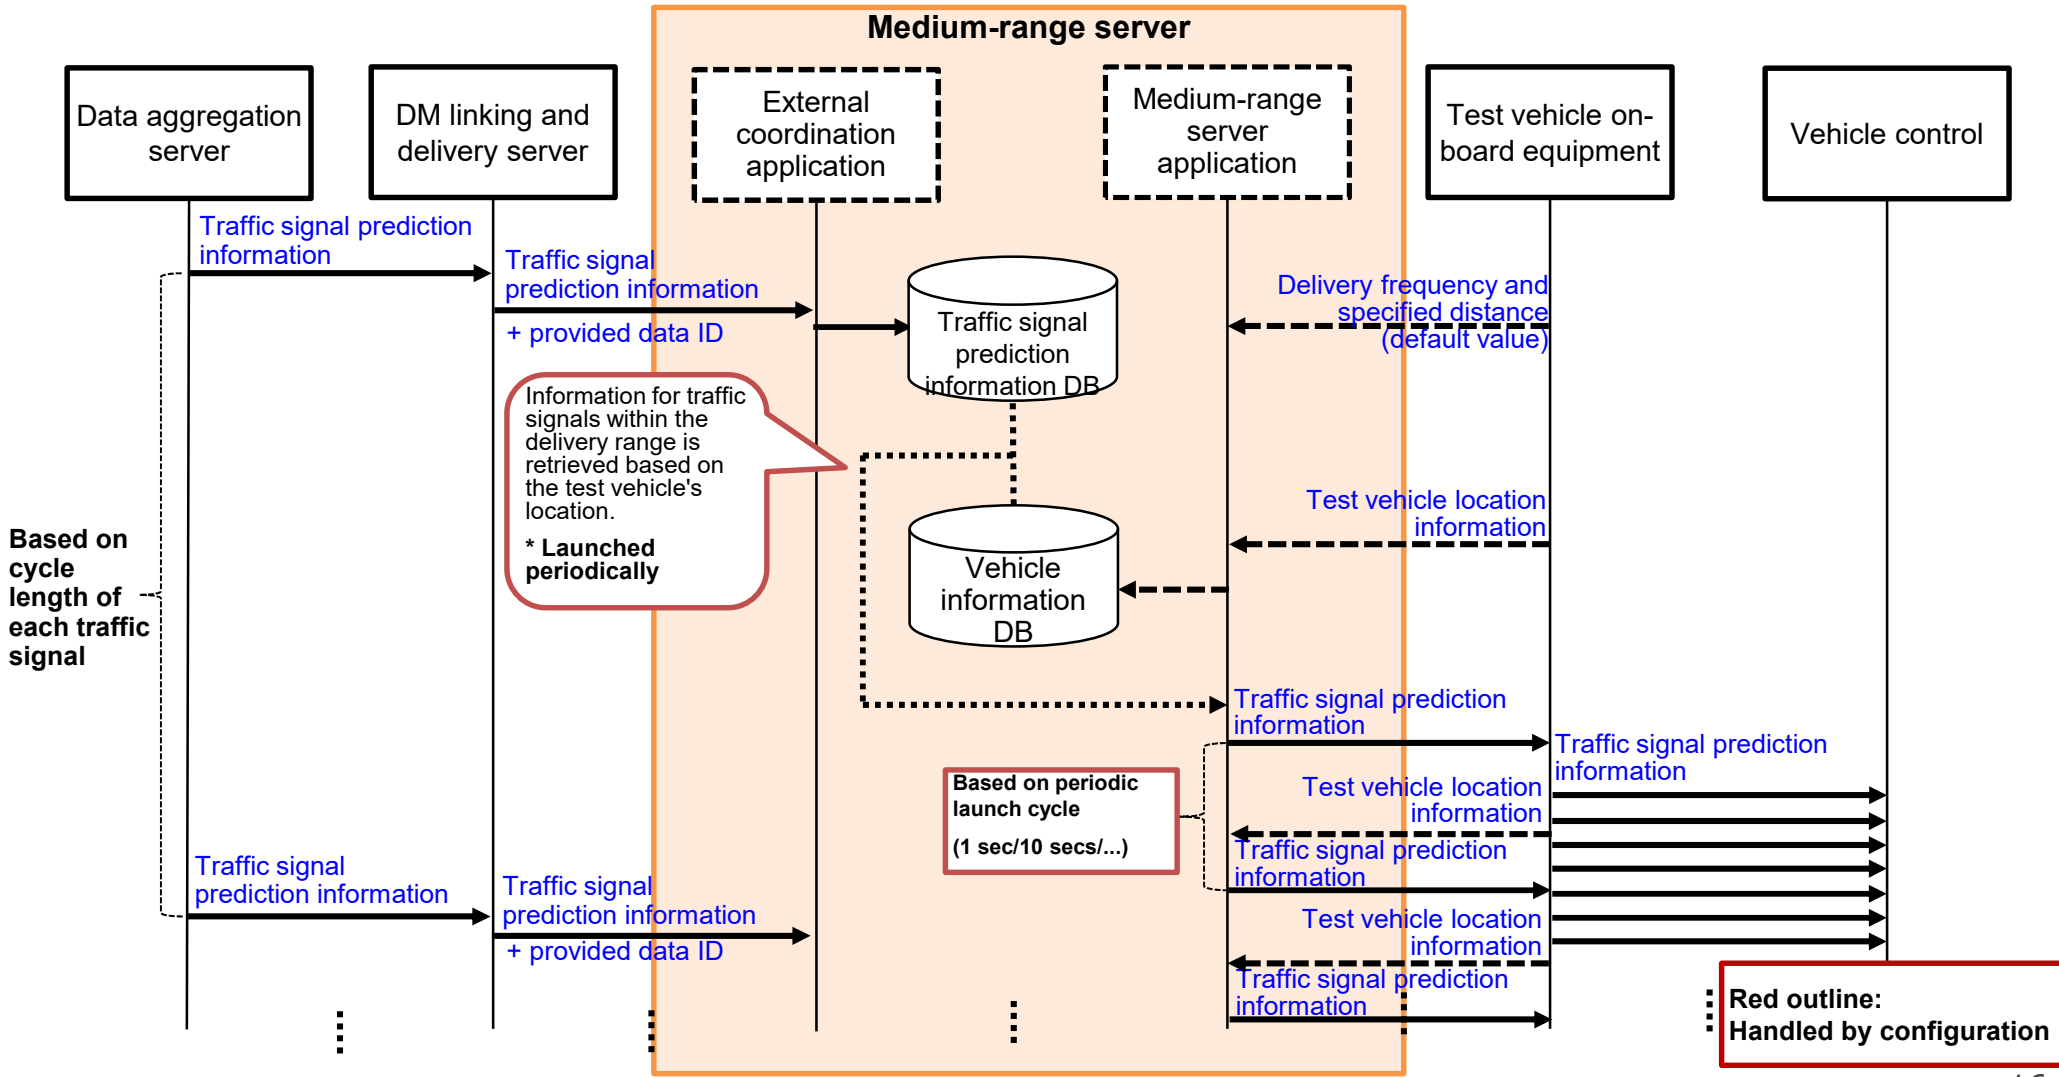 Medium-range server
Data aggregation
server
DM linking and
delivery server
External
coordination
application
Medium-range
server
application
Test vehicle on-
board equipment
Vehicle control
Traffic signal prediction
information
Traffic signal
prediction information
+ provided data ID
Delivery frequency and
specified distance
(default value)
Traffic signal
prediction
information DB
Information for traffic
signals within the
delivery range is
retrieved based on
the test vehicle's
location.
* Launched
periodically
Test vehicle location
information
Based on
cycle
length of
each traffic
signal
Vehicle
information
DB
Traffic signal prediction
information
Traffic signal prediction
information
Based on periodic
launch cycle
(1 sec/10 secs/...)
Test vehicle location
information
Traffic signal prediction
information
Traffic signal
prediction information
Traffic signal
prediction information
+ provided data ID
Test vehicle location
information
Traffic signal prediction
information
Red outline:
Handled by configuration